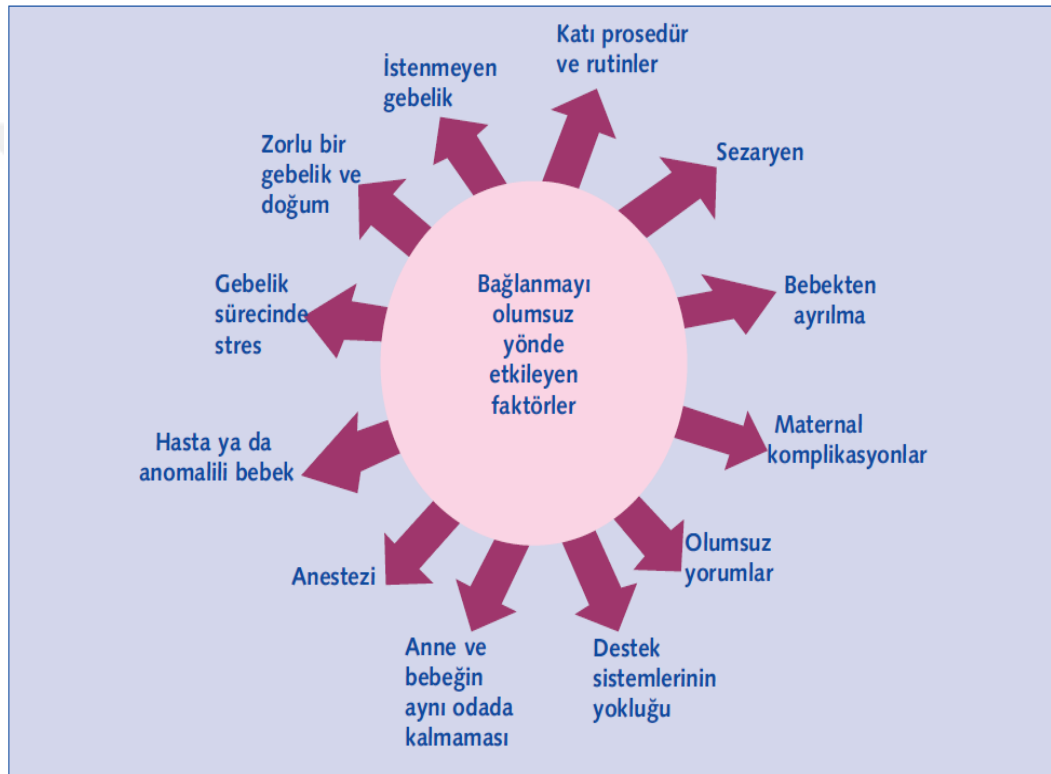 Katı prosedür
ve rutinler
İstenmeyen
gebelik
Zorlu bir
gebelik ve
doğum
Sezaryen
Gebelik
sürecinde
stres
Bağlanmayı
olumsuz
yönde
etkileyen
faktörler
Bebekten
ayrılma
Hasta ya da
anomalili bebek
Maternal
komplikasyonlar
Anestezi
Olumsuz
yorumlar
Anne ve
bebeğin
aynı odada
kalmaması
Destek
sistemlerinin
yokluğu